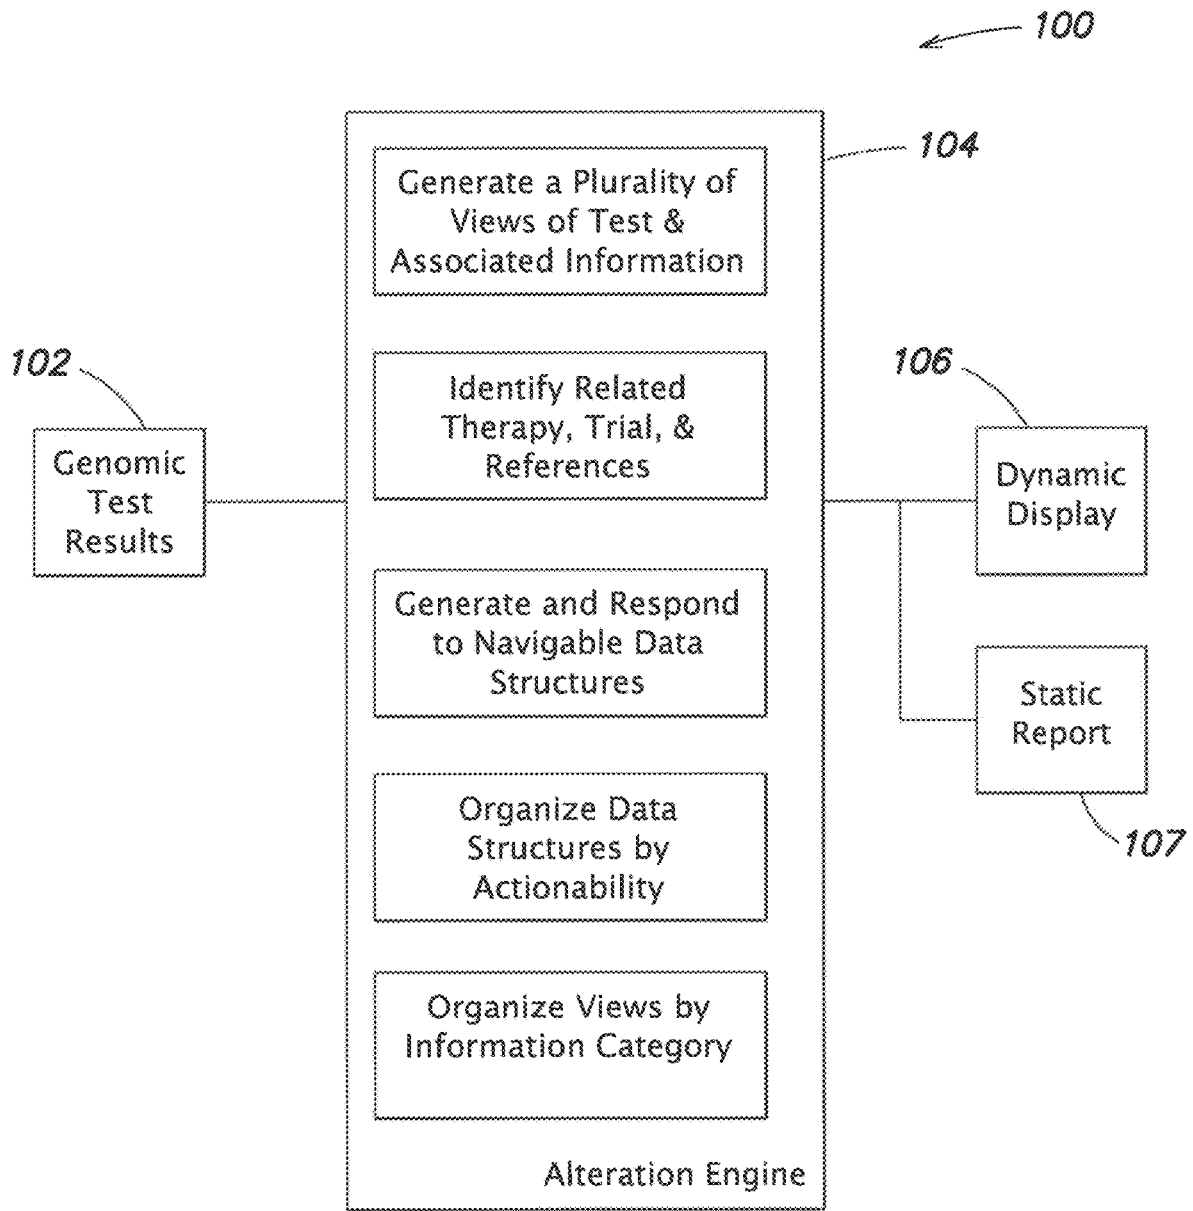 100
104
Generate a Plurality of
Views of Test &
Associated Information
102
Genomic
Test
Results
Identify Related
Therapy, Trial, &
References
106
Dynamic
Display
Generate and Respond
to Navigable Data
Structures
Static
Report
107
Organize Data
Structures by
Actionability
Organize Views by
Information Category
Alteration Engine